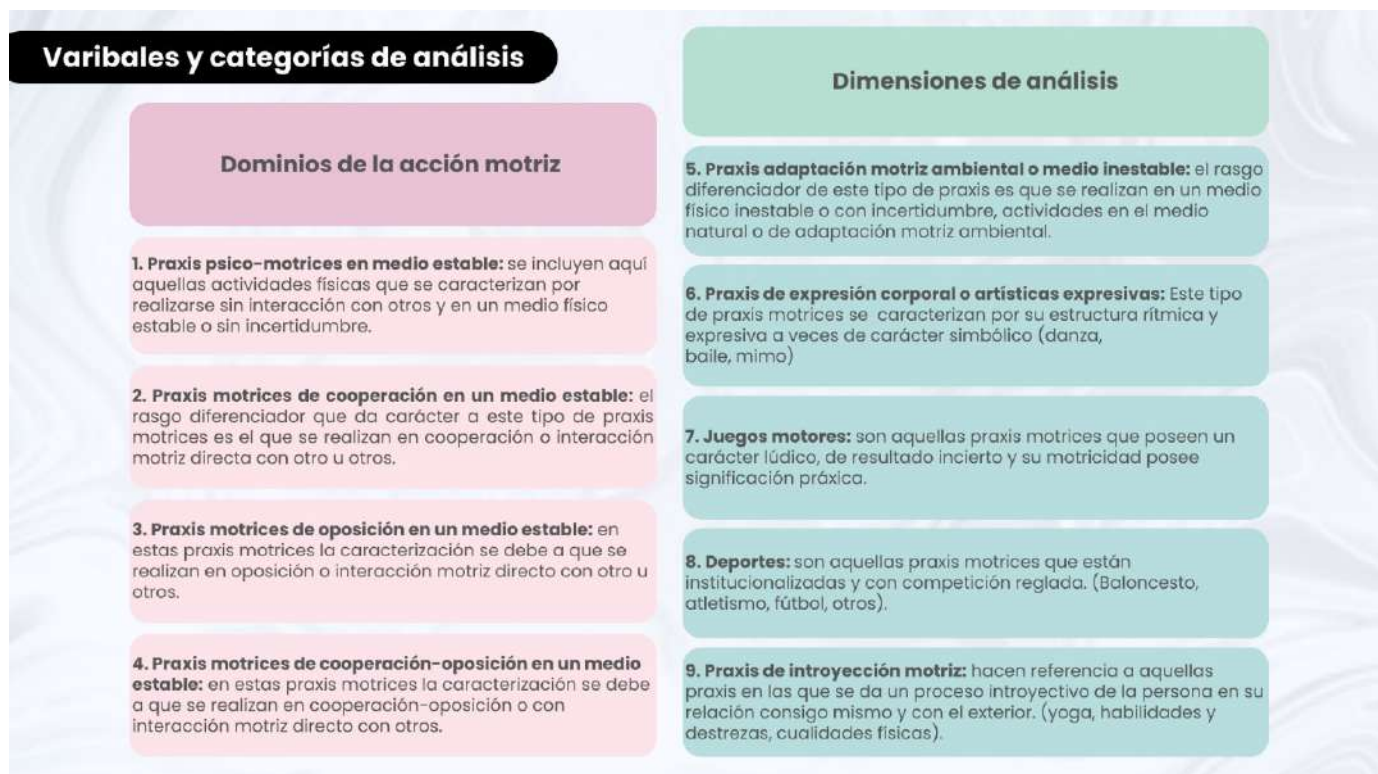 Varibales y categorías de análisis
Dominios de la acción motriz
1. Praxis psico-motrices en medio estable: se incluyen aquí
aquellas actividades físicas que se caracterizan por
realizarse sin interacción con otros y en un medio físico
estable o sin incertidumbre.
2. Praxis motrices de cooperación en un medio estable: el
rasgo diferenciador que da carácter a este tipo de praxis
motrices es el que se realizan en cooperación o interacción
motriz directa con otro u otros.
3. Praxis motrices de oposición en un medio estable: en
estas praxis motrices la caracterización se debe a que se
realizan en oposición o interacción motriz directo con otro u
otros.
4. Praxis motrices de cooperación-oposición en un medio
estable: en estas praxis motrices la caracterización se debe
a que se realizan en cooperación-oposición o con
interacción motriz directo con otros.
Dimensiones de análisis
5. Praxis adaptación motriz ambiental o medio inestable: el rasgo
diferenciador de este tipo de praxis es que se realizan en un medio
físico inestable o con incertidumbre, actividades en el medio
natural o de adaptación motriz ambiental.
6. Praxis de expresión corporal o artísticas expresivas: Este tipo
de praxis motrices se caracterizan por su estructura rítmica y
expresiva a veces de carácter simbólico (danza,
baile, mimo)
7. Juegos motores: son aquellas praxis motrices que poseen un
carácter lúdico, de resultado incierto y su motricidad posee
significación práxica.
8. Deportes: son aquellas praxis motrices que están
institucionalizadas y con competición reglada. (Baloncesto,
atletismo, fútbol, otros).
9. Praxis de introyección motriz: hacen referencia a aquellas
praxis en las que se da un proceso introyectivo de la persona en su
relación consigo mismo y con el exterior. (yoga, habilidades y
destrezas, cualidades físicas).